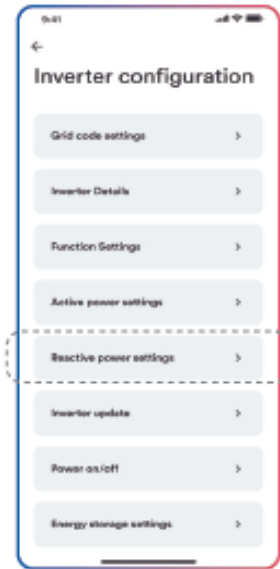 9:41
Inverter configuration
Grid code settings
Inverter Details
Function Settings
Active power settings
Reactive power settings
Inverter update
Power on/off
Energy storage settings